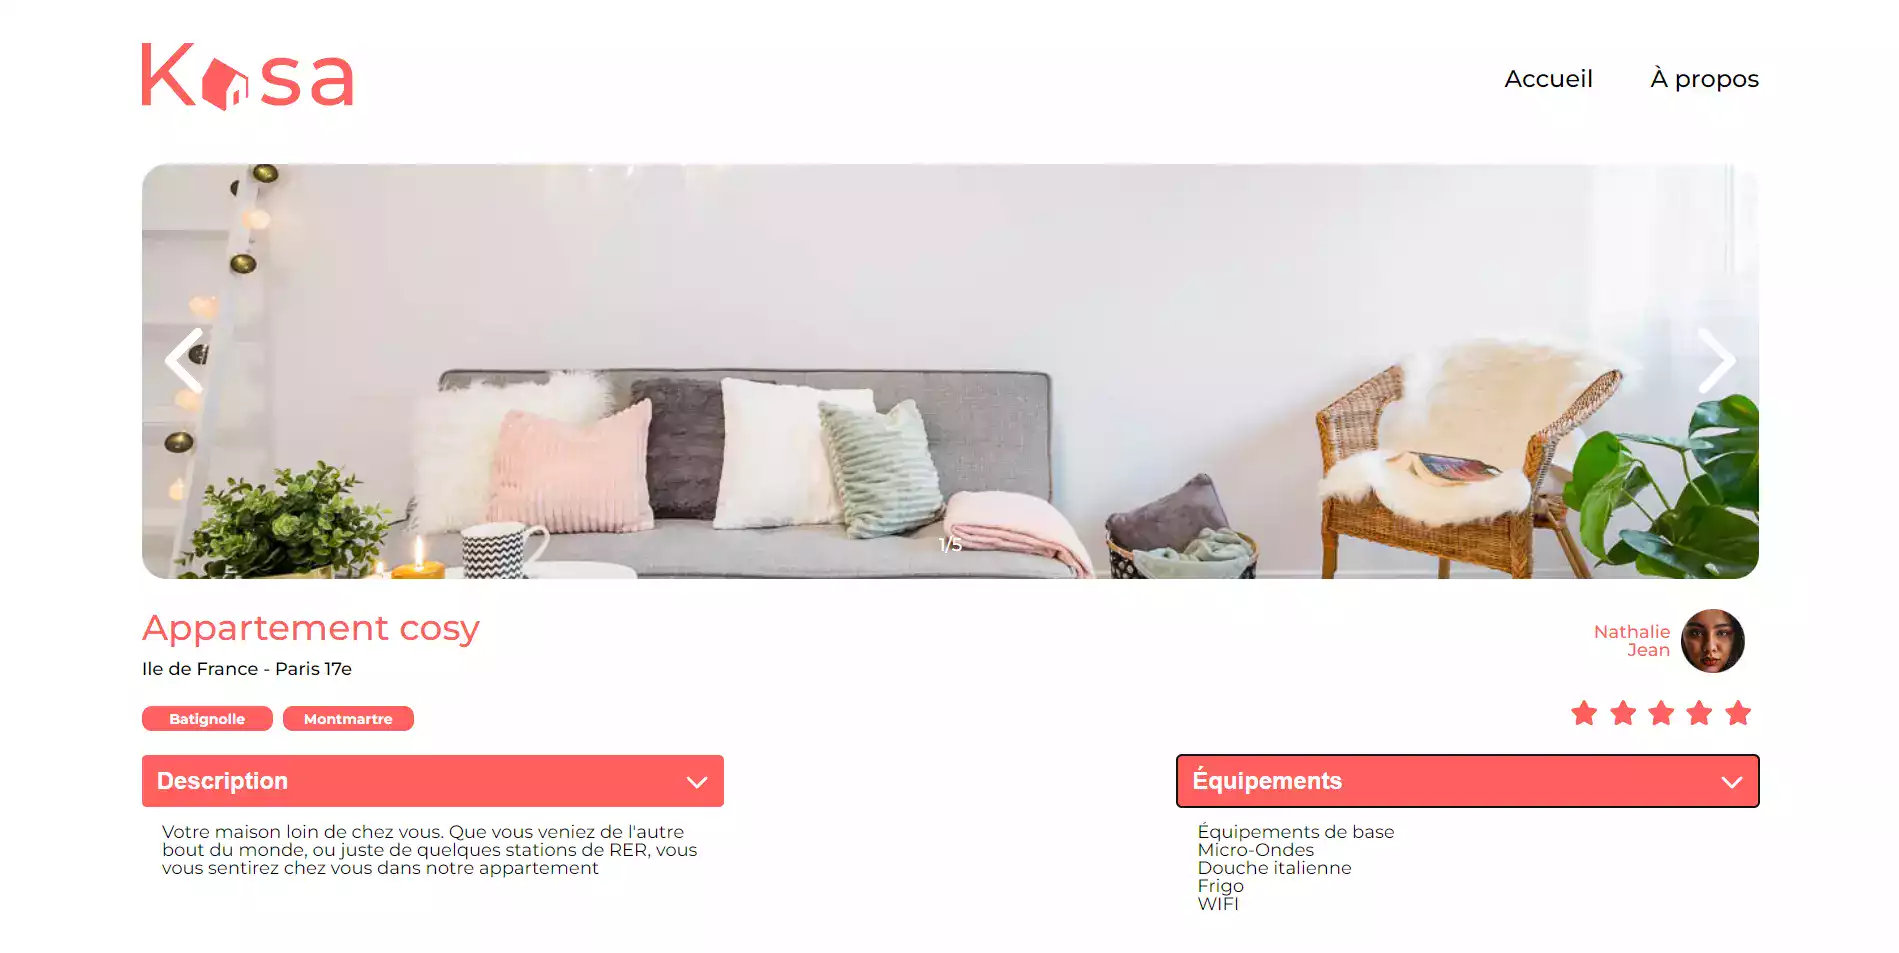 Kasa
Accueil
À propos
1/5
Appartement cosy
Ile de France - Paris 17e
Batignolle
Montmartre
Nathalie
Jean
Description
Votre maison loin de chez vous. Que vous veniez de l'autre
bout du monde, ou juste de quelques stations de RER, vous
vous sentirez chez vous dans notre appartement
Équipements
Équipements de base
Micro-Ondes
Douche italienne
Frigo
WIFI